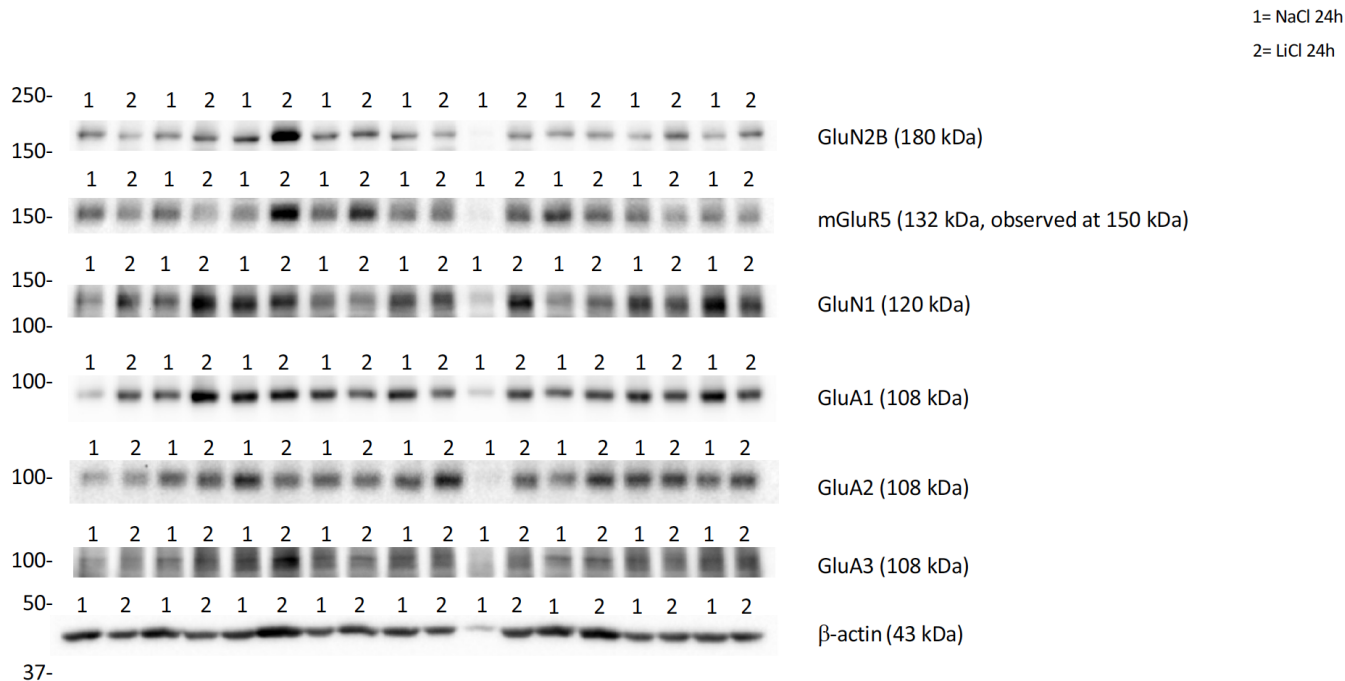 1= NaCl 24h
2= LiCl 24h
250-
1 2 1 2 1 2 1 2 1 2 1 2 1 2 1 2 1 2
GluN2B (180 kDa)
150-
1 2 1 2 1 2 1 2 1 2 1 2 1 2 1 2 1 2
150-
mGluR5 (132 kDa, observed at 150 kDa)
1 2 1 2 1 2 1 2 1 2 1 2 1 2 1 2 1 2
150-
GluN1 (120 kDa)
100-
1 2 1 2 1 2 1 2 1 2 1 2 1 2 1 2 1 2
100-
GluA1 (108 kDa)
1 2 1 2 1 2 1 2 1 2 1 2 1 2 1 2 1 2
100-
GluA2 (108 kDa)
1 2 1 2 1 2 1 2 1 2 1 2 1 2 1 2 1 2
100-
GluA3 (108 kDa)
50-
1 2 1 2 1 2 1 2 1 2 1 2 1 2 1 2 1 2
β-actin (43 kDa)
37-